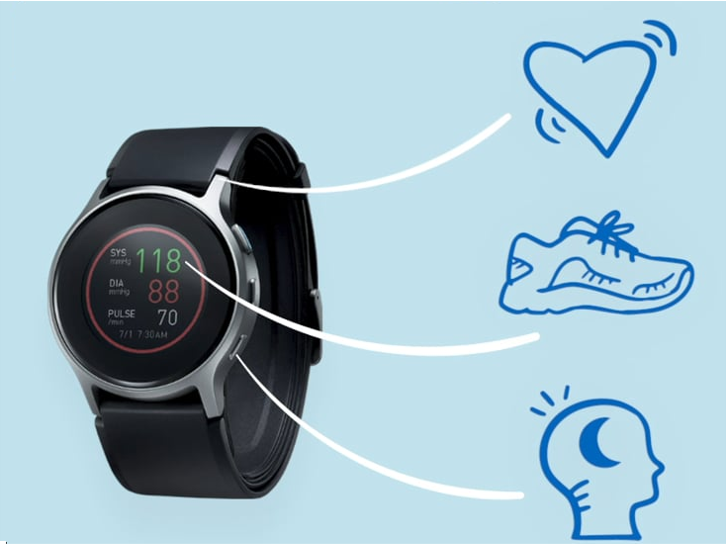 SYS 118
mmHg
DIA 88
mmHg
PULSE 70
/min
7/1 7:30AM